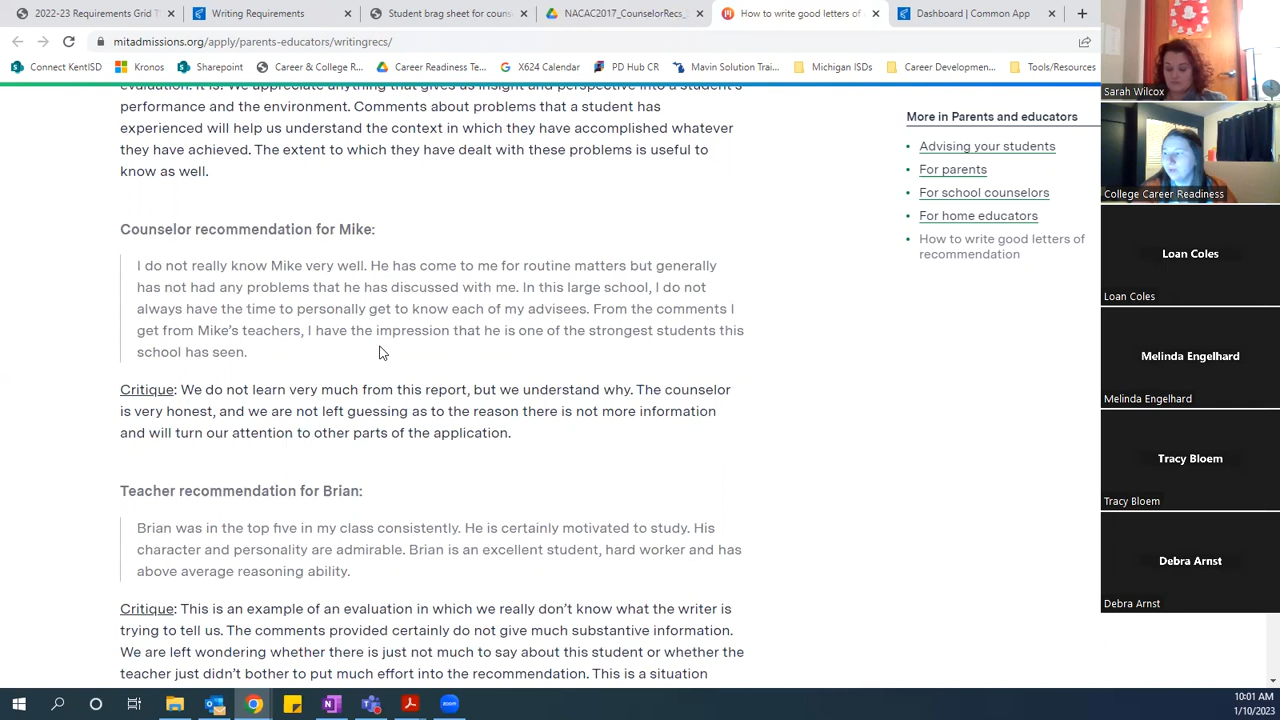 2022-23 Requirements Grid T
Writing Requirements
Student brag sheet for Couns
NACAC2017_CounselorRecs_
How to write good letters of
Dashboard | Common App
mitadmissions.org/apply/parents-educators/writingrecs/
Connect KentISD
Kronos
Sharepoint
Career & College R...
Career Readiness Te...
X624 Calendar
PD Hub CR
Mavin Solution Trai...
Michigan ISDs
Career Developmen...
Tools/Resources
evaluation. It is! We appreciate anything that gives us insight and perspective into a student's
performance and the environment. Comments about problems that a student has
experienced will help us understand the context in which they have accomplished whatever
they have achieved. The extent to which they have dealt with these problems is useful to
know as well.
Counselor recommendation for Mike:
I do not really know Mike very well. He has come to me for routine matters but generally
has not had any problems that he has discussed with me. In this large school, I do not
always have the time to personally get to know each of my advisees. From the comments I
get from Mike's teachers, I have the impression that he is one of the strongest students this
school has seen.
Critique: We do not learn very much from this report, but we understand why. The counselor
is very honest, and we are not left guessing as to the reason there is not more information
and will turn our attention to other parts of the application.
Teacher recommendation for Brian:
Brian was in the top five in my class consistently. He is certainly motivated to study. His
character and personality are admirable. Brian is an excellent student, hard worker and has
above average reasoning ability.
Critique: This is an example of an evaluation in which we really don't know what the writer is
trying to tell us. The comments provided certainly do not give much substantive information.
We are left wondering whether there is just not much to say about this student or whether the
teacher just didn't bother to put much effort into the recommendation. This is a situation
More in Parents and educators
Advising your students
For parents
For school counselors
For home educators
How to write good letters of
recommendation
Sarah Wilcox
College Career Readiness
Loan Coles
Loan Coles
Melinda Engelhard
Melinda Engelhard
Tracy Bloem
Tracy Bloem
Debra Arnst
Debra Arnst
10:01 AM
1/10/2023